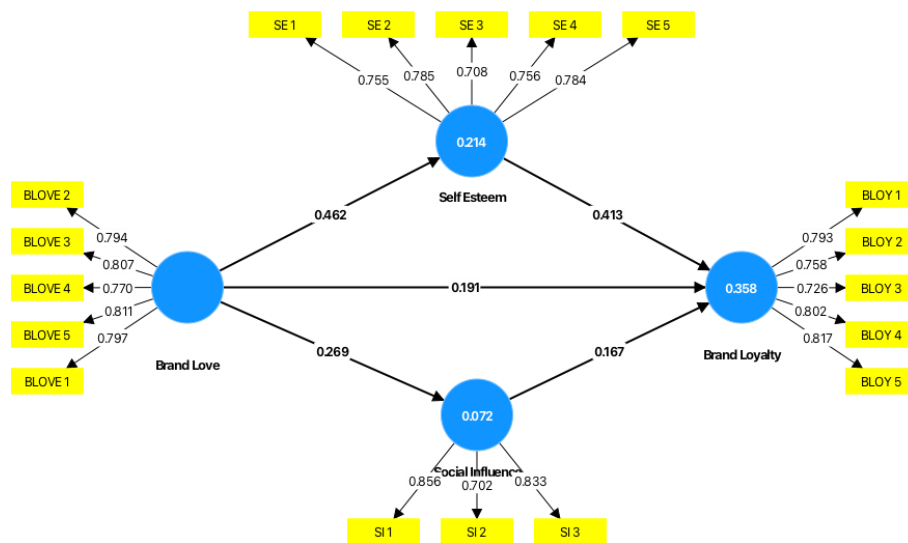 SE 1
SE 2
SE 3
SE 4
SE 5
0.755
0.785
0.708
0.756
0.784
0.214
Self Esteem
BLOVE 2
BLOVE 3
BLOVE 4
BLOVE 5
BLOVE 1
0.794
0.807
0.770
0.811
0.797
Brand Love
0.462
0.413
0.191
0.269
0.167
0.358
Brand Loyalty
BLOY 1
BLOY 2
BLOY 3
BLOY 4
BLOY 5
0.793
0.758
0.726
0.802
0.817
0.072
Social Influence
0.856
0.702
0.833
SI 1
SI 2
SI 3